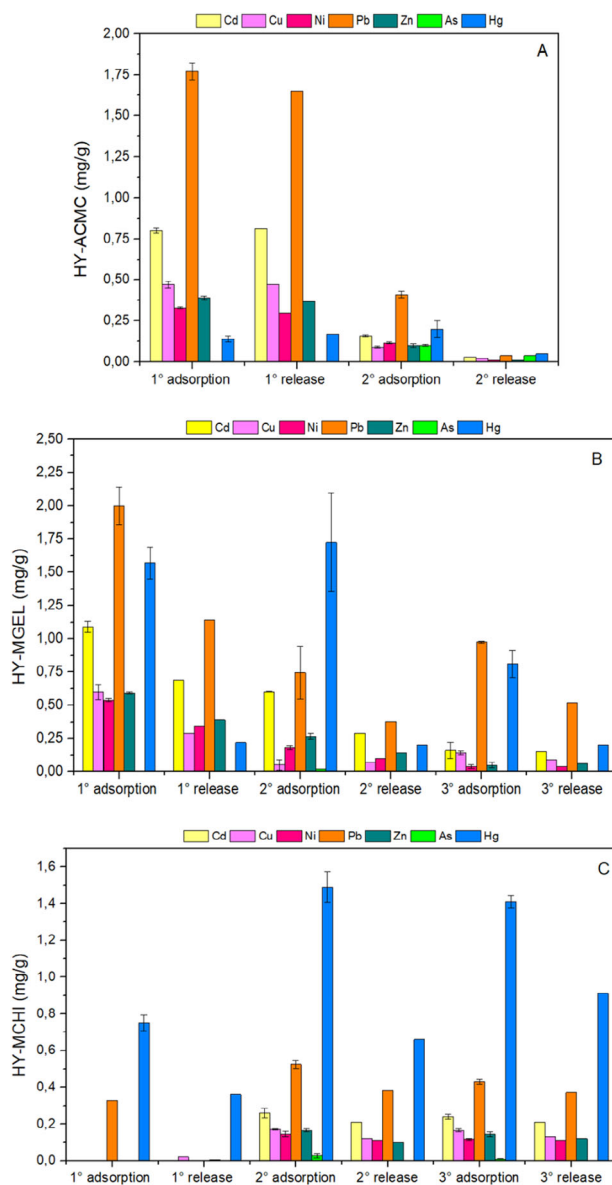 Cd Cu Ni Pb Zn As Hg
A
HY-ACMC (mg/g)
2,00
1,75
1,50
1,25
1,00
0,75
0,50
0,25
0,00
1° adsorption 1° release 2° adsorption 2° release
Cd Cu Ni Pb Zn As Hg
B
HY-MGEL (mg/g)
2,50
2,25
2,00
1,75
1,50
1,25
1,00
0,75
0,50
0,25
0,00
1° adsorption 1° release 2° adsorption 2° release 3° adsorption 3° release
Cd Cu Ni Pb Zn As Hg
C
HY-MCHI (mg/g)
1,6
1,4
1,2
1,0
0,8
0,6
0,4
0,2
0,0
1° adsorption 1° release 2° adsorption 2° release 3° adsorption 3° release